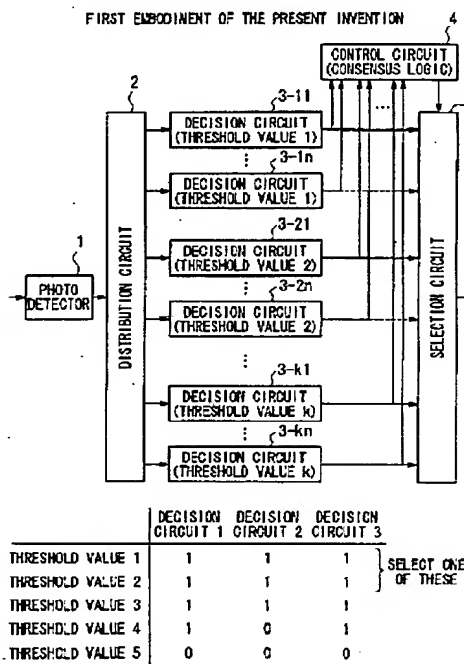 FIRST EMBODIMENT OF THE PRESENT INVENTION
4
CONTROL CIRCUIT
(CONSENSUS LOGIC)
2
3-11
DECISION CIRCUIT
(THRESHOLD VALUE 1)
3-1n
DECISION CIRCUIT
(THRESHOLD VALUE 1)
3-21
DECISION CIRCUIT
(THRESHOLD VALUE 2)
3-2n
DECISION CIRCUIT
(THRESHOLD VALUE 2)
3-k1
DECISION CIRCUIT
(THRESHOLD VALUE k)
3-kn
DECISION CIRCUIT
(THRESHOLD VALUE k)
1
PHOTO
DETECTOR
DISTRIBUTION CIRCUIT
SELECTION CIRCUIT
DECISION DECISION DECISION
CIRCUIT 1 CIRCUIT 2 CIRCUIT 3
THRESHOLD VALUE 1 1 1 1
THRESHOLD VALUE 2 1 1 1
THRESHOLD VALUE 3 1 1 1
THRESHOLD VALUE 4 1 0 1
THRESHOLD VALUE 5 0 0 0
SELECT ONE
OF THESE